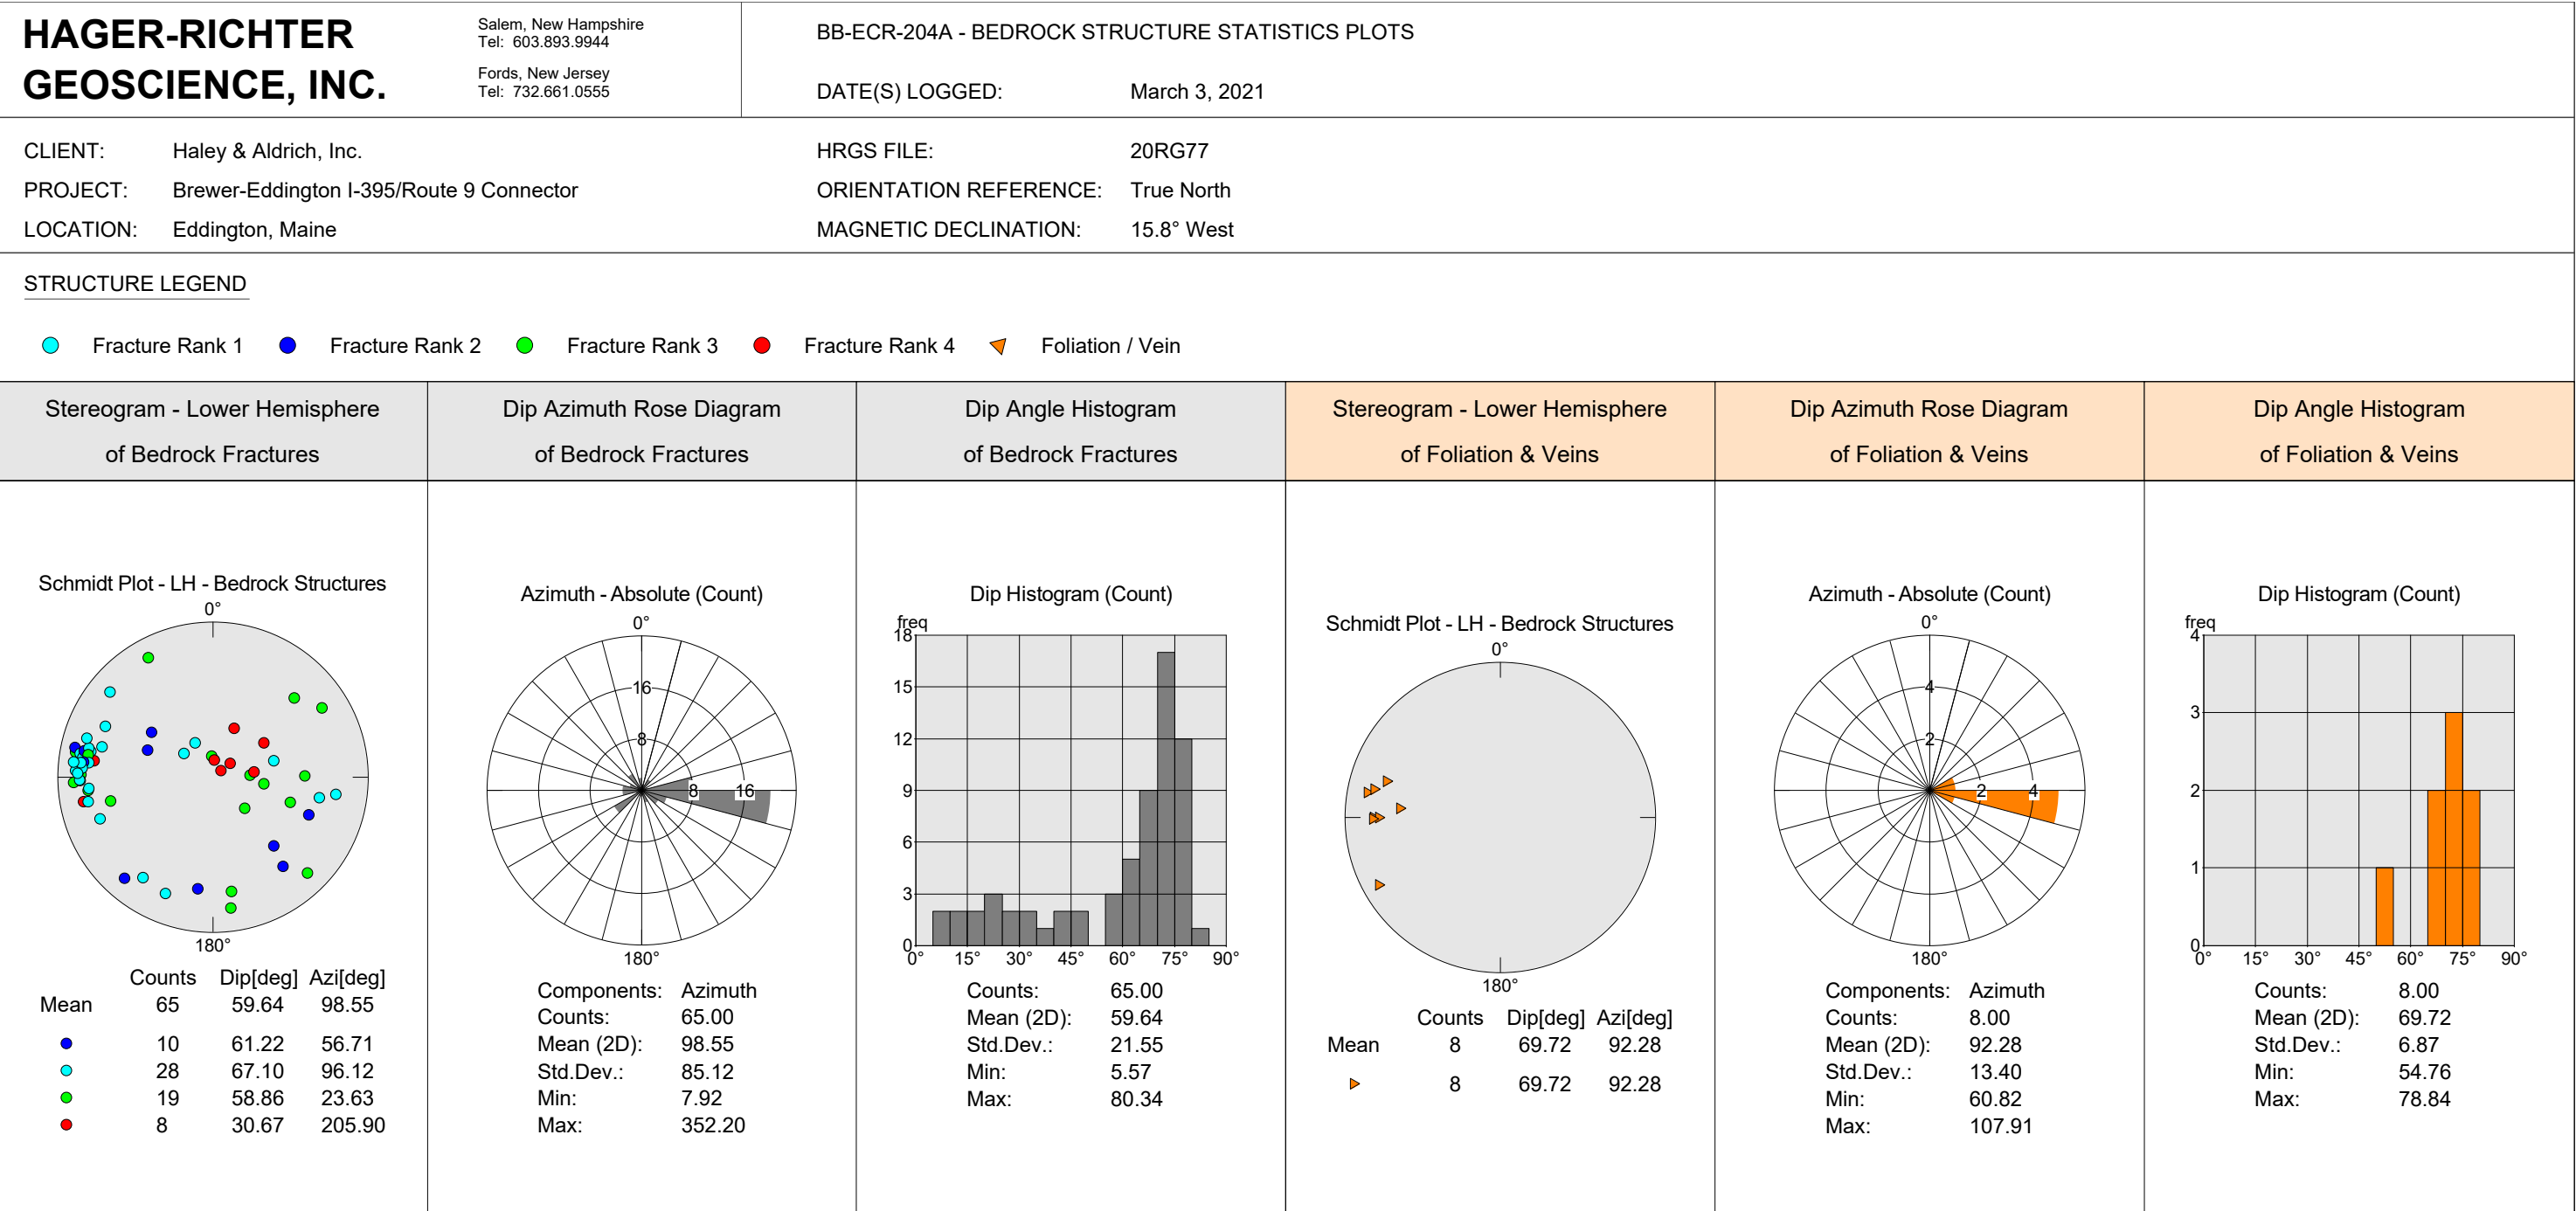 HAGER-RICHTER
GEOSCIENCE, INC.
Salem, New Hampshire
Tel: 603.893.9944
Fords, New Jersey
Tel: 732.661.0555
BB-ECR-204A - BEDROCK STRUCTURE STATISTICS PLOTS
DATE(S) LOGGED: March 3, 2021
CLIENT: Haley & Aldrich, Inc.
PROJECT: Brewer-Eddington I-395/Route 9 Connector
LOCATION: Eddington, Maine
HRGS FILE: 20RG77
ORIENTATION REFERENCE: True North
MAGNETIC DECLINATION: 15.8° West
STRUCTURE LEGEND
Fracture Rank 1 Fracture Rank 2 Fracture Rank 3 Fracture Rank 4 Foliation / Vein
Stereogram - Lower Hemisphere
of Bedrock Fractures
Dip Azimuth Rose Diagram
of Bedrock Fractures
Dip Angle Histogram
of Bedrock Fractures
Stereogram - Lower Hemisphere
of Foliation & Veins
Dip Azimuth Rose Diagram
of Foliation & Veins
Dip Angle Histogram
of Foliation & Veins
Schmidt Plot - LH - Bedrock Structures
0°
180°
Counts Dip[deg] Azi[deg]
Mean 65 59.64 98.55
10 61.22 56.71
28 67.10 96.12
19 58.86 23.63
8 30.67 205.90
Azimuth - Absolute (Count)
0°
16
8
8 16
180°
Components: Azimuth
Counts: 65.00
Mean (2D): 98.55
Std.Dev.: 85.12
Min: 7.92
Max: 352.20
Dip Histogram (Count)
freq
18
15
12
9
6
3
0
0° 15° 30° 45° 60° 75° 90°
Counts: 65.00
Mean (2D): 59.64
Std.Dev.: 21.55
Min: 5.57
Max: 80.34
Schmidt Plot - LH - Bedrock Structures
0°
180°
Counts Dip[deg] Azi[deg]
Mean 8 69.72 92.28
8 69.72 92.28
Azimuth - Absolute (Count)
0°
4
2
2 4
180°
Components: Azimuth
Counts: 8.00
Mean (2D): 92.28
Std.Dev.: 13.40
Min: 60.82
Max: 107.91
Dip Histogram (Count)
freq
4
3
2
1
0
0° 15° 30° 45° 60° 75° 90°
Counts: 8.00
Mean (2D): 69.72
Std.Dev.: 6.87
Min: 54.76
Max: 78.84